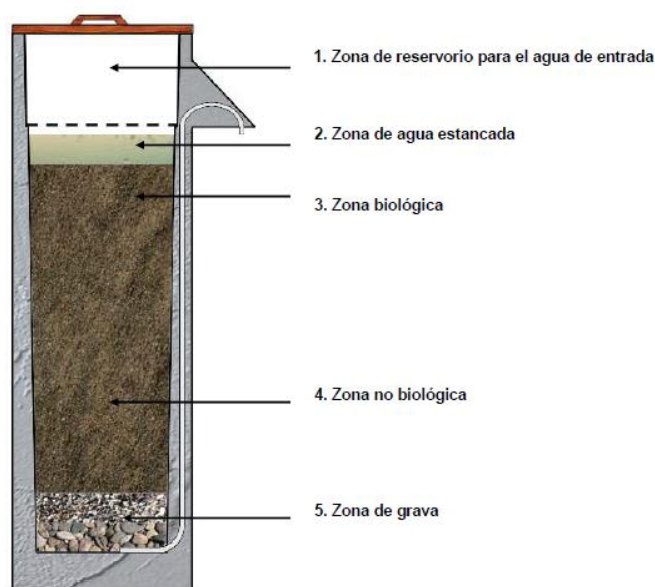 1. Zona de reservorio para el agua de entrada
2. Zona de agua estancada
3. Zona biológica
4. Zona no biológica
5. Zona de grava